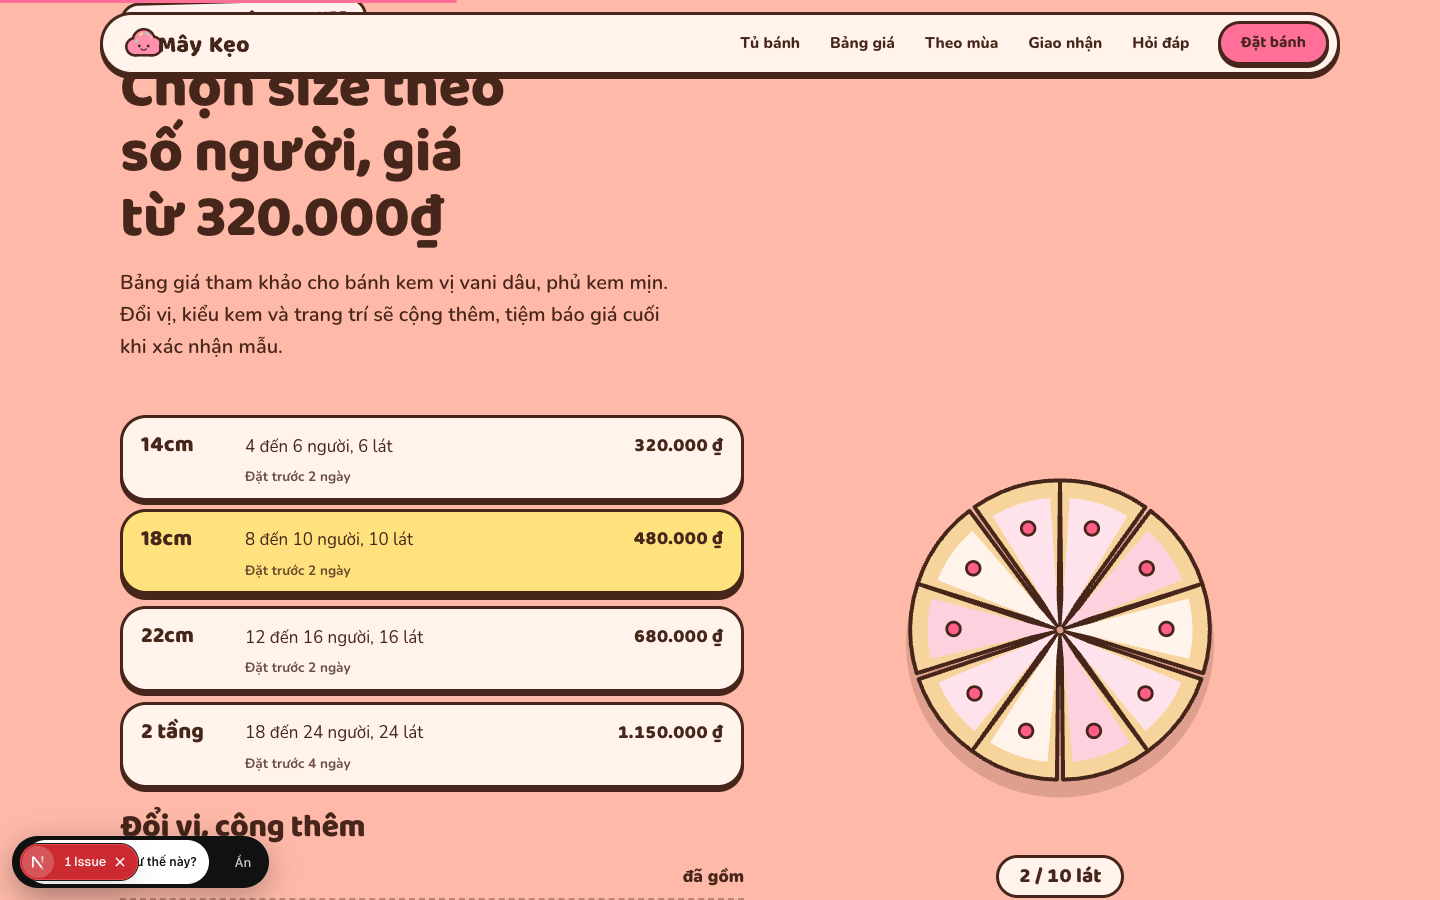 Mây Kẹo
Tủ bánh
Bảng giá
Theo mùa
Giao nhận
Hỏi đáp
Đặt bánh
Chọn size theo
số người, giá
từ 320.000₫
Bảng giá tham khảo cho bánh kem vị vani dâu, phủ kem mịn.
Đổi vị, kiểu kem và trang trí sẽ cộng thêm, tiệm báo giá cuối
khi xác nhận mẫu.
14cm
4 đến 6 người, 6 lát
320.000 ₫
Đặt trước 2 ngày
18cm
8 đến 10 người, 10 lát
480.000 ₫
Đặt trước 2 ngày
22cm
12 đến 16 người, 16 lát
680.000 ₫
Đặt trước 2 ngày
2 tầng
18 đến 24 người, 24 lát
1.150.000 ₫
Đặt trước 4 ngày
Đổi vị, cộng thêm
1 Issue
thế này?
Ẩn
đã gồm
2 / 10 lát